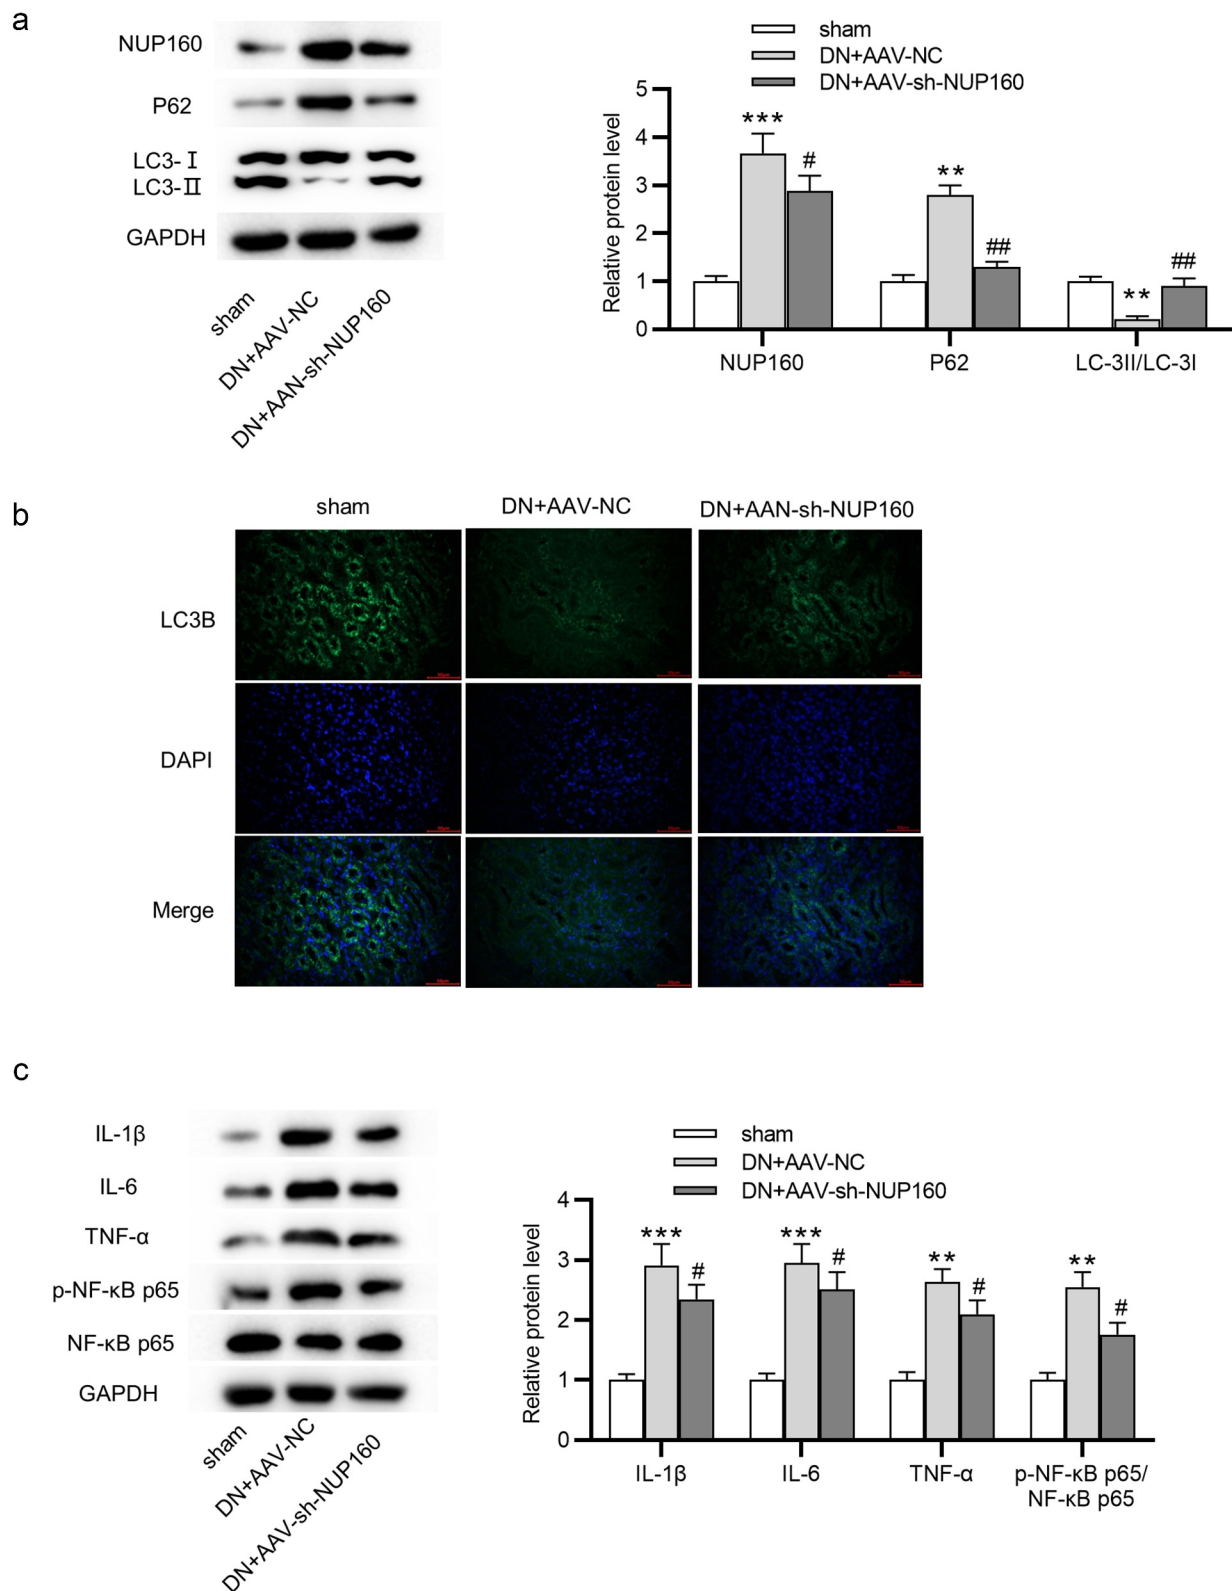 a
NUP160
P62
LC3-Ⅰ
LC3-Ⅱ
GAPDH
sham
DN+AAV-NC
DN+AAN-sh-NUP160
sham
DN+AAV-NC
DN+AAV-sh-NUP160
Relative protein level
5
4
3
2
1
0
***
#
**
##
**
##
NUP160
P62
LC-3II/LC-3I
b
sham
DN+AAV-NC
DN+AAN-sh-NUP160
LC3B
DAPI
Merge
c
IL-1β
IL-6
TNF-α
p-NF-κB p65
NF-κB p65
GAPDH
sham
DN+AAV-NC
DN+AAV-sh-NUP160
sham
DN+AAV-NC
DN+AAV-sh-NUP160
Relative protein level
4
3
2
1
0
***
#
***
#
**
#
**
#
IL-1β
IL-6
TNF-α
p-NF-κB p65/
NF-κB p65